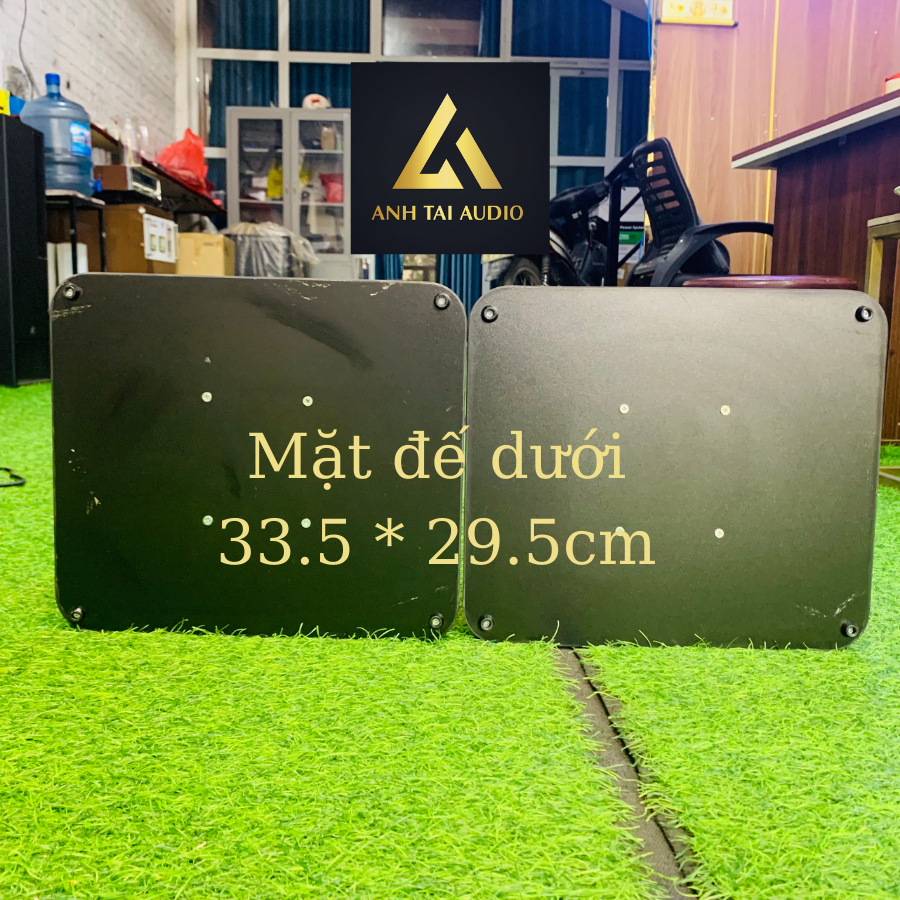 ANH TAI AUDIO
Mặt đế dưới
33.5 * 29.5cm